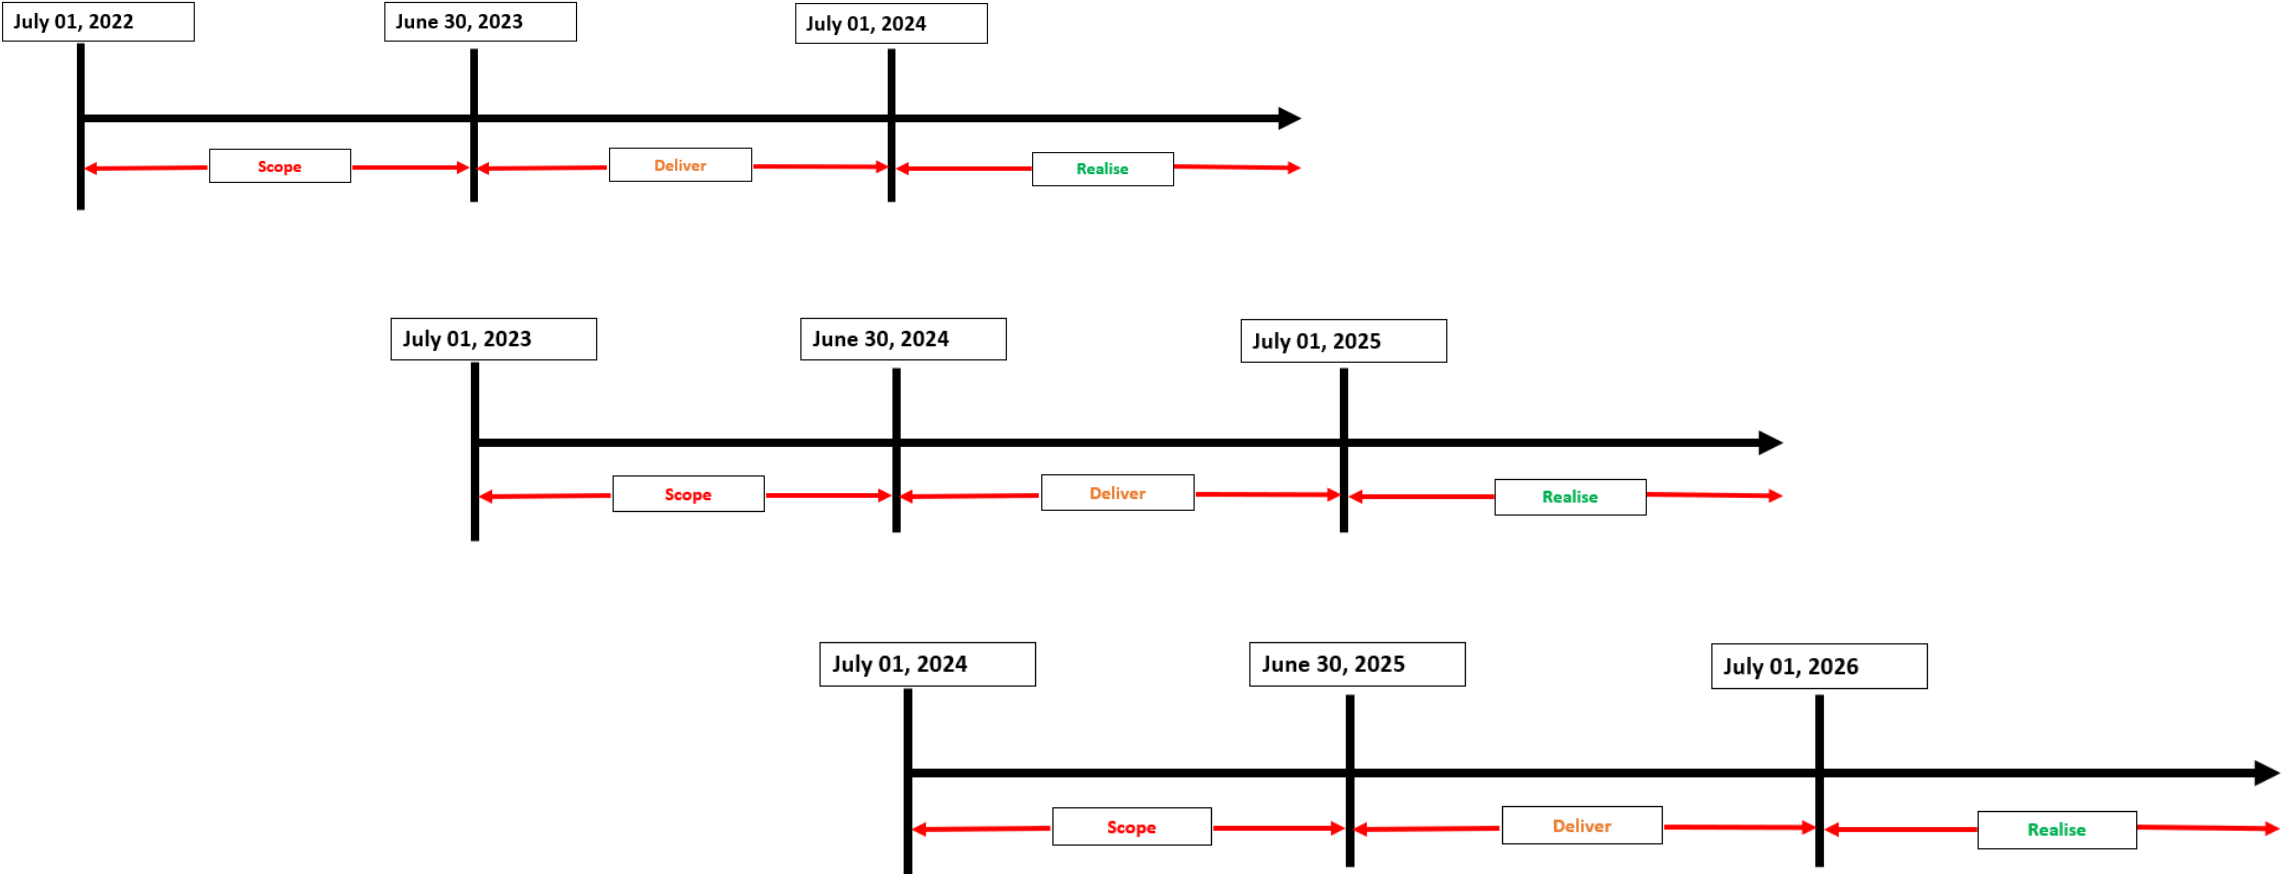 July 01, 2022
June 30, 2023
July 01, 2024
Scope
Deliver
Realise
July 01, 2023
June 30, 2024
July 01, 2025
Scope
Deliver
Realise
July 01, 2024
June 30, 2025
July 01, 2026
Scope
Deliver
Realise